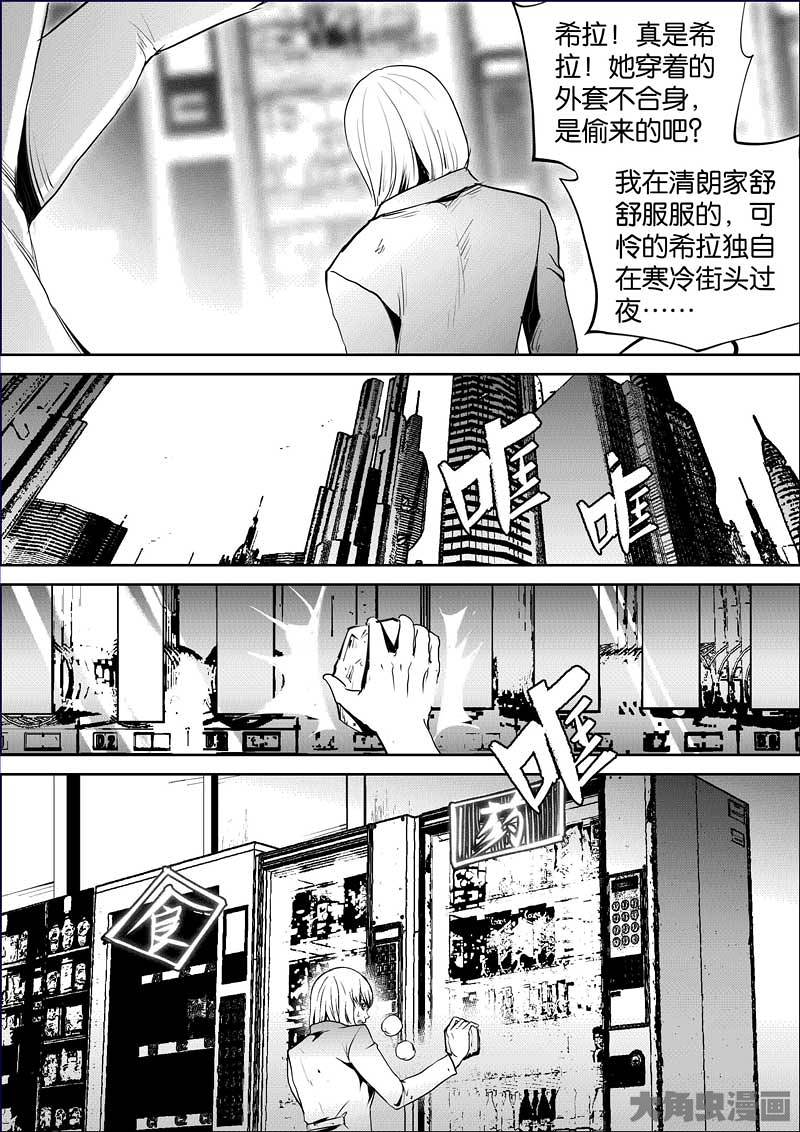 希拉！真是希
拉！她穿着的
外套不合身，
是偷来的吧？
我在清朗家舒
舒服服的，可
怜的希拉独自
在寒冷街头过
夜……
哐
哐
哐
药
食
大角虫漫画